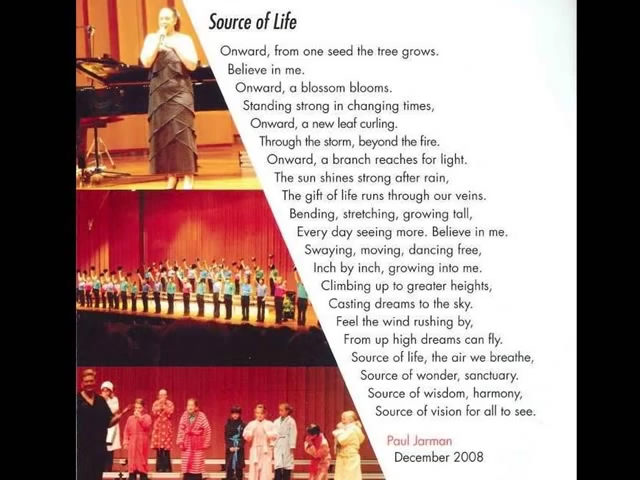 Source of Life
Onward, from one seed the tree grows.
Believe in me.
Onward, a blossom blooms.
Standing strong in changing times,
Onward, a new leaf curling.
Through the storm, beyond the fire.
Onward, a branch reaches for light.
The sun shines strong after rain,
The gift of life runs through our veins.
Bending, stretching, growing tall,
Every day seeing more. Believe in me.
Swaying, moving, dancing free,
Inch by inch, growing into me.
Climbing up to greater heights,
Casting dreams to the sky.
Feel the wind rushing by,
From up high dreams can fly.
Source of life, the air we breathe,
Source of wonder, sanctuary.
Source of wisdom, harmony,
Source of vision for all to see.
Paul Jarman
December 2008